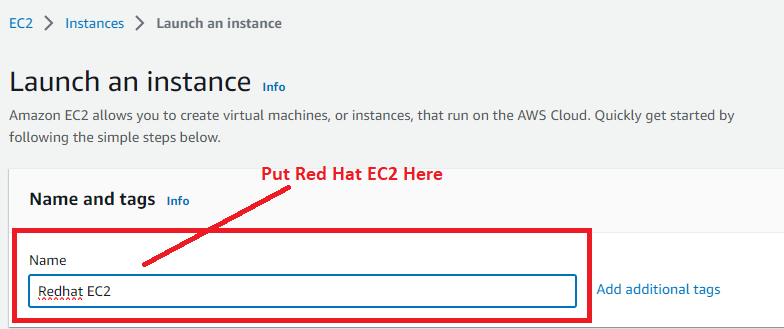 EC2 > Instances > Launch an instance
Launch an instance Info
Amazon EC2 allows you to create virtual machines, or instances, that run on the AWS Cloud. Quickly get started by
following the simple steps below.
Put Red Hat EC2 Here
Name and tags Info
Name
Redhat EC2
Add additional tags